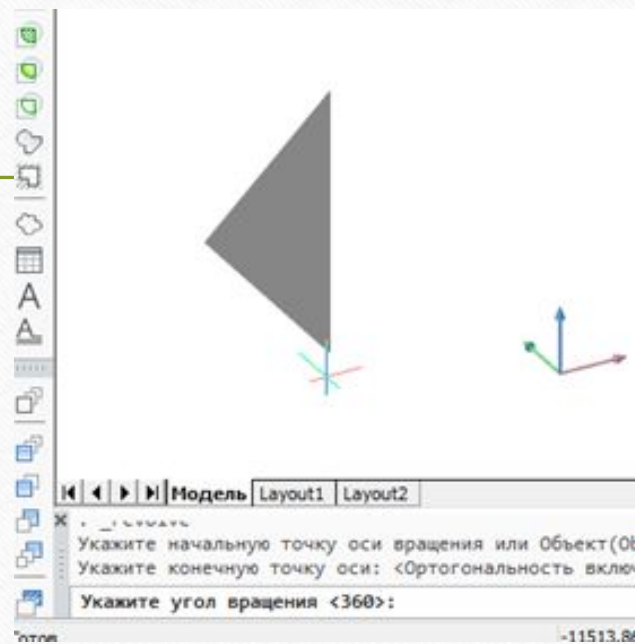 A
A
Модель Layout1 Layout2
Укажите начальную точку оси вращения или Объект(Ob
Укажите конечную точку оси: <Ортогональность вклю
Укажите угол вращения <360>:
-11513.8